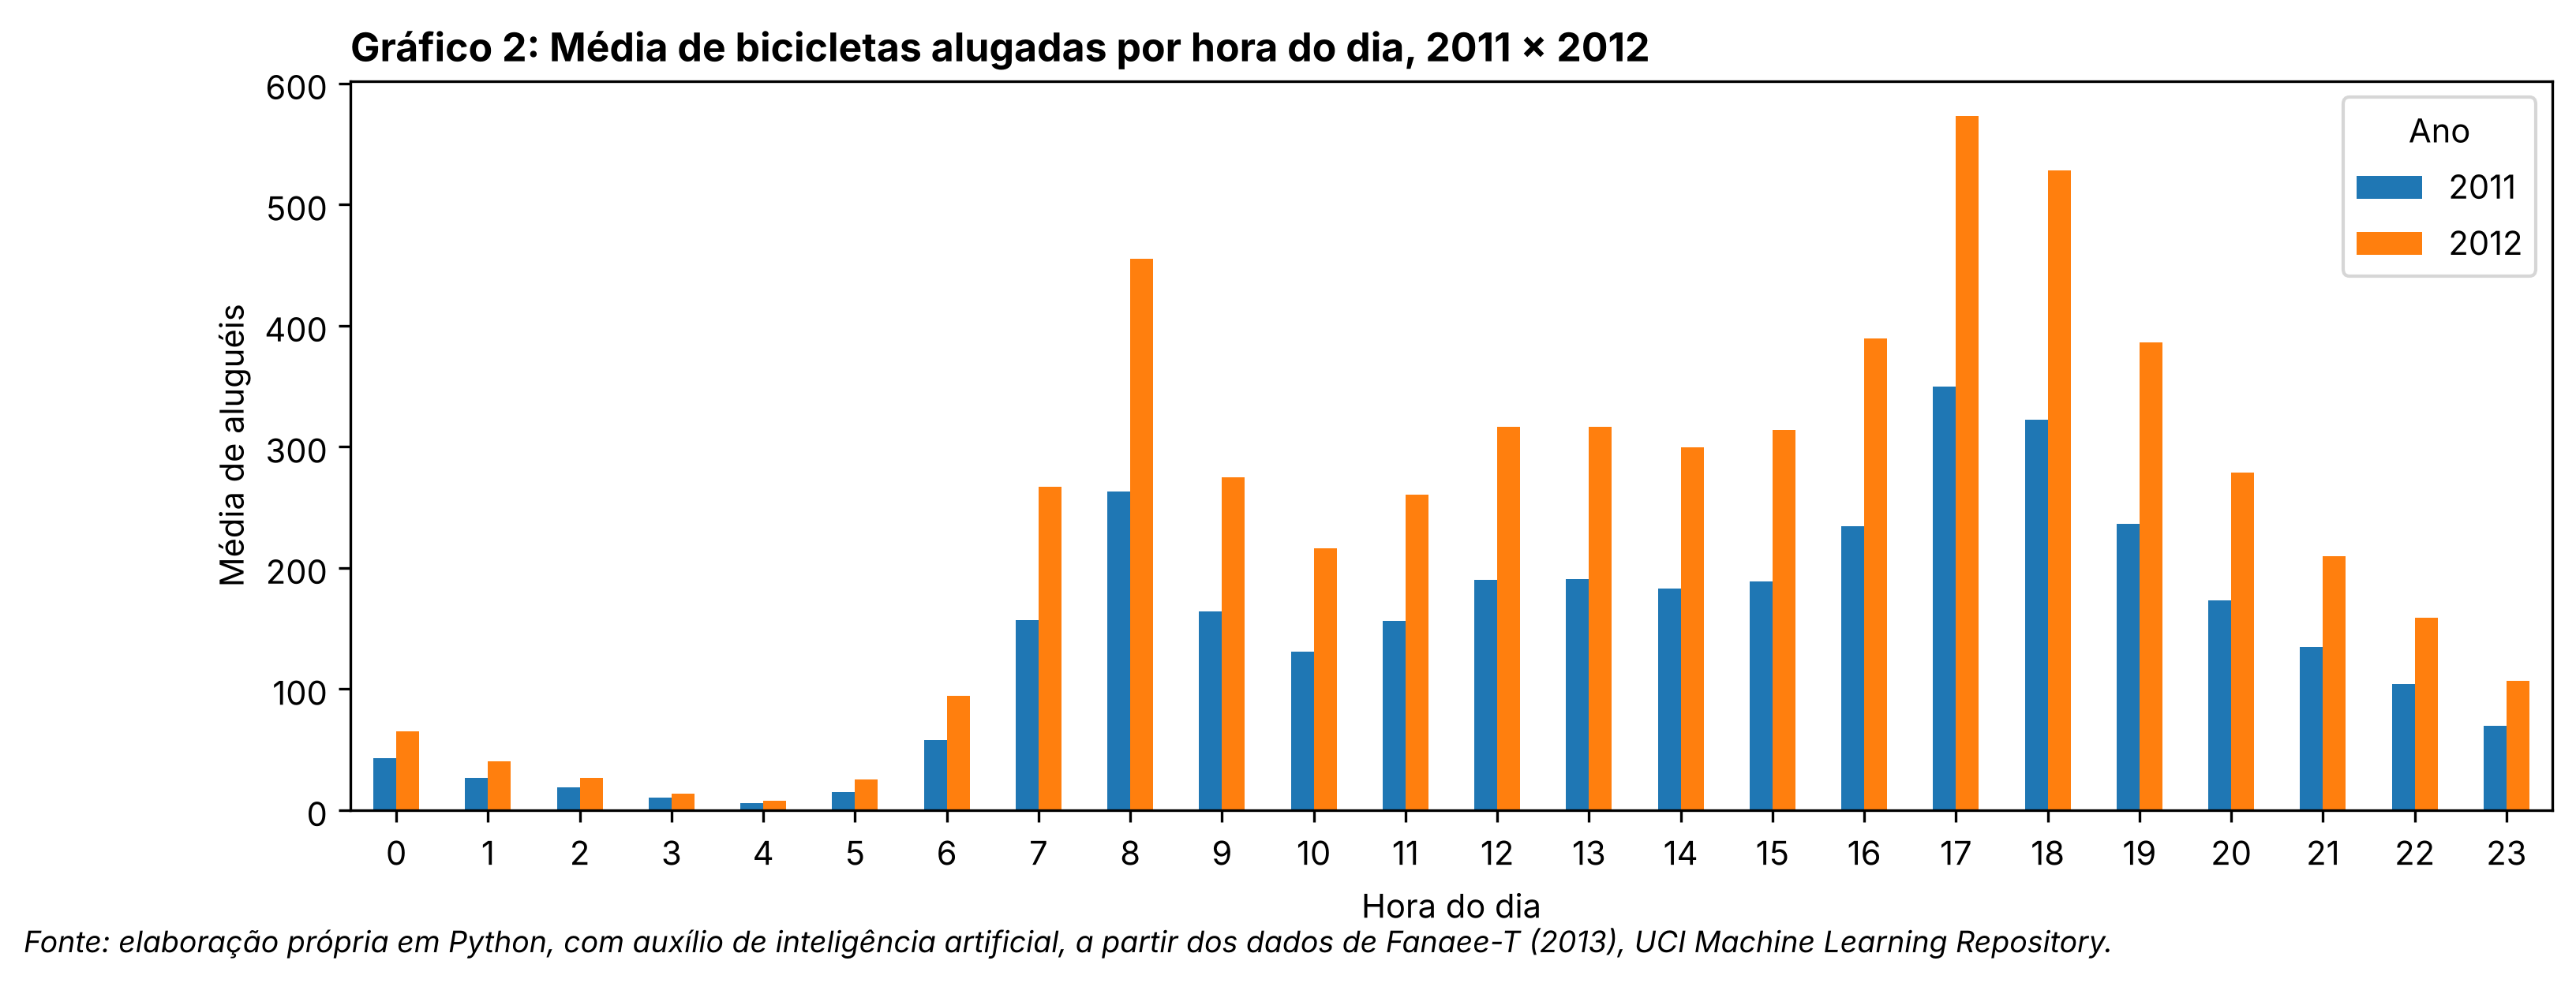 Gráfico 2: Média de bicicletas alugadas por hora do dia, 2011 × 2012
600
500
400
300
200
100
0
Média de aluguéis
Ano
2011
2012
0 1 2 3 4 5 6 7 8 9 10 11 12 13 14 15 16 17 18 19 20 21 22 23
Hora do dia
Fonte: elaboração própria em Python, com auxílio de inteligência artificial, a partir dos dados de Fanaee-T (2013), UCI Machine Learning Repository.